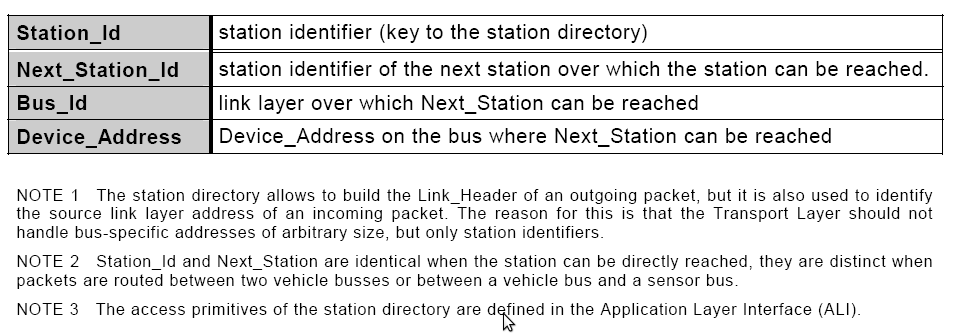 Station_Id station identifier (key to the station directory)
Next_Station_Id station identifier of the next station over which the station can be reached.
Bus_Id link layer over which Next_Station can be reached
Device_Address Device_Address on the bus where Next_Station can be reached
NOTE 1 The station directory allows to build the Link_Header of an outgoing packet, but it is also used to identify
the source link layer address of an incoming packet. The reason for this is that the Transport Layer should not
handle bus-specific addresses of arbitrary size, but only station identifiers.
NOTE 2 Station_Id and Next_Station are identical when the station can be directly reached, they are distinct when
packets are routed between two vehicle busses or between a vehicle bus and a sensor bus.
NOTE 3 The access primitives of the station directory are defined in the Application Layer Interface (ALI).